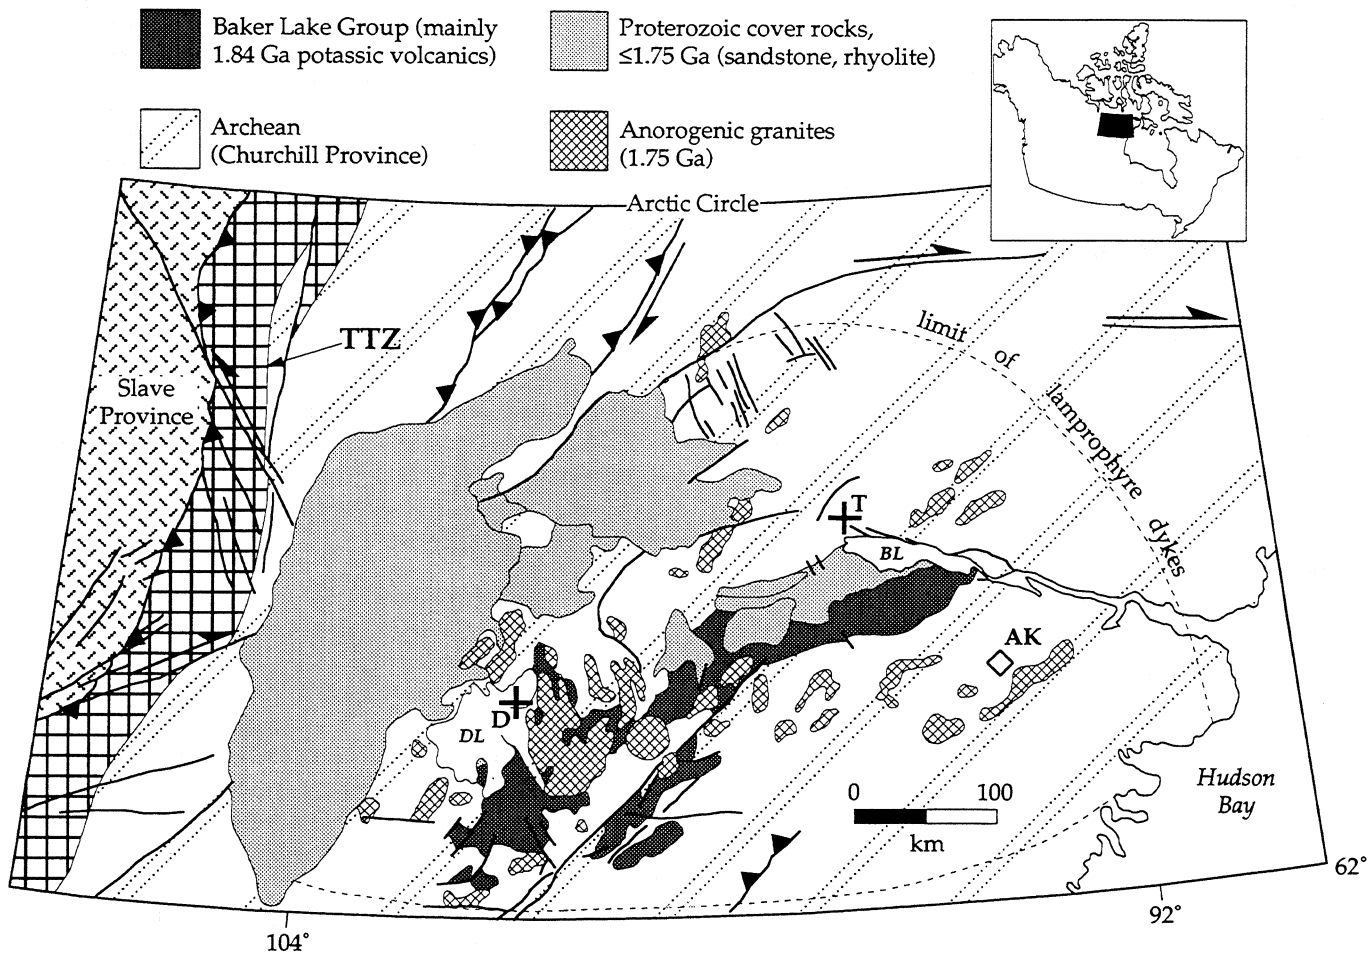 Baker Lake Group (mainly
1.84 Ga potassic volcanics)
Proterozoic cover rocks,
≤1.75 Ga (sandstone, rhyolite)
Archean
(Churchill Province)
Anorogenic granites
(1.75 Ga)
Arctic Circle
TTZ
limit of lamprophyre dykes
Slave
Province
T
BL
AK
D
DL
Hudson
Bay
0 100
km
62°
104°
92°